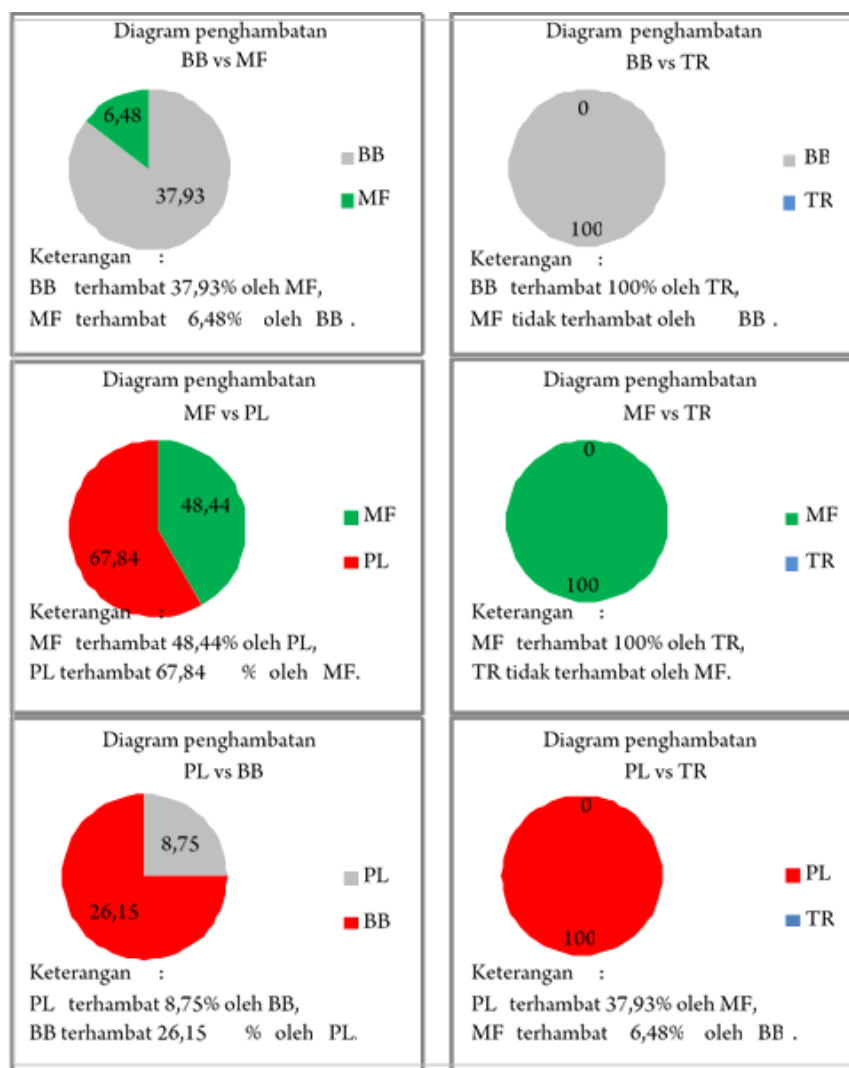 Diagram penghambatan
BB vs MF
6,48
37,93
BB
MF
Keterangan :
BB terhambat 37,93% oleh MF,
MF terhambat 6,48% oleh BB .
Diagram penghambatan
BB vs TR
0
100
BB
TR
Keterangan :
BB terhambat 100% oleh TR,
MF tidak terhambat oleh BB .
Diagram penghambatan
MF vs PL
48,44
67,84
MF
PL
Keterangan :
MF terhambat 48,44% oleh PL,
PL terhambat 67,84 % oleh MF.
Diagram penghambatan
MF vs TR
0
100
MF
TR
Keterangan :
MF terhambat 100% oleh TR,
TR tidak terhambat oleh MF.
Diagram penghambatan
PL vs BB
8,75
26,15
PL
BB
Keterangan :
PL terhambat 8,75% oleh BB,
BB terhambat 26,15 % oleh PL.
Diagram penghambatan
PL vs TR
0
100
PL
TR
Keterangan :
PL terhambat 37,93% oleh MF,
MF terhambat 6,48% oleh BB .